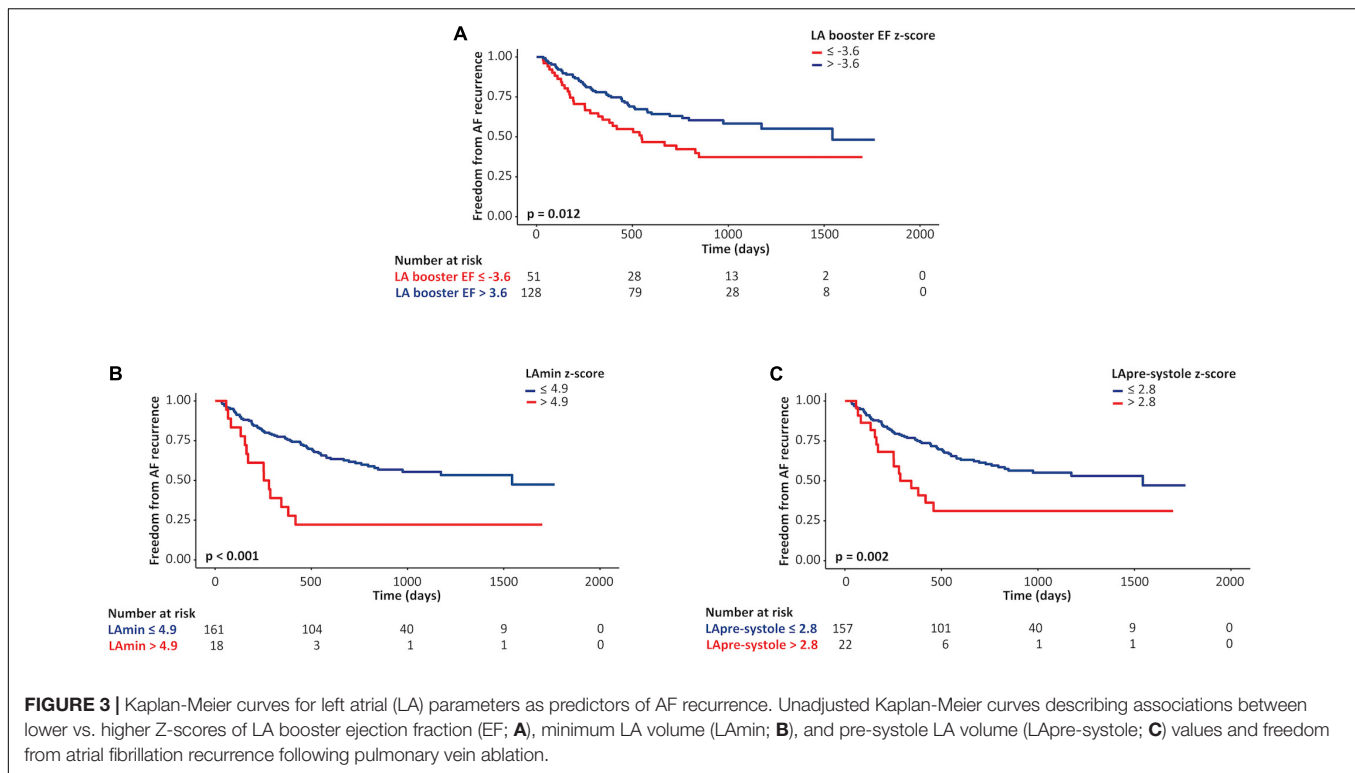 A
LA booster EF z-score
≤ -3.6
> -3.6
Freedom from AF recurrence
1.00
0.75
0.50
0.25
0.00
p = 0.012
0 500 1000 1500 2000
Time (days)
Number at risk
LA booster EF ≤ -3.6 51 28 13 2 0
LA booster EF > 3.6 128 79 28 8 0
B
LAmin z-score
≤ 4.9
> 4.9
Freedom from AF recurrence
1.00
0.75
0.50
0.25
0.00
p < 0.001
0 500 1000 1500 2000
Time (days)
Number at risk
LAmin ≤ 4.9 161 104 40 9 0
LAmin > 4.9 18 3 1 1 0
C
LApre-systole z-score
≤ 2.8
> 2.8
Freedom from AF recurrence
1.00
0.75
0.50
0.25
0.00
p = 0.002
0 500 1000 1500 2000
Time (days)
Number at risk
LApre-systole ≤ 2.8 157 101 40 9 0
LApre-systole > 2.8 22 6 1 1 0
FIGURE 3 | Kaplan-Meier curves for left atrial (LA) parameters as predictors of AF recurrence. Unadjusted Kaplan-Meier curves describing associations between
lower vs. higher Z-scores of LA booster ejection fraction (EF; A), minimum LA volume (LAmin; B), and pre-systole LA volume (LApre-systole; C) values and freedom
from atrial fibrillation recurrence following pulmonary vein ablation.